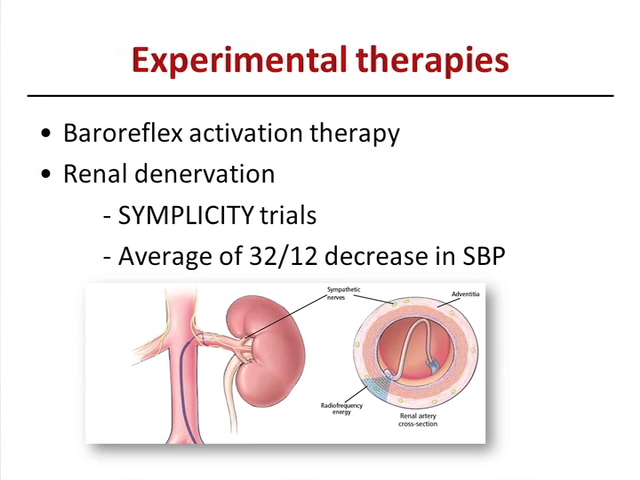 Experimental therapies
• Baroreflex activation therapy
• Renal denervation
- SYMPLICITY trials
- Average of 32/12 decrease in SBP
Sympathetic
nerves
Adventitia
Radiofrequency
energy
Renal artery
cross-section